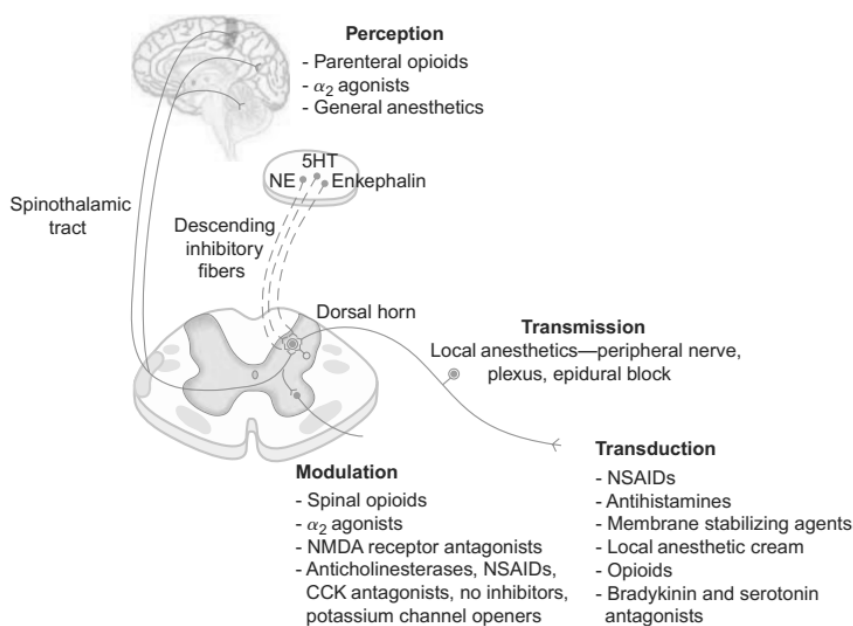 Perception
- Parenteral opioids
- α₂ agonists
- General anesthetics
5HT
NE
Enkephalin
Spinothalamic
tract
Descending
inhibitory
fibers
Dorsal horn
Transmission
Local anesthetics—peripheral nerve,
plexus, epidural block
Modulation
- Spinal opioids
- α₂ agonists
- NMDA receptor antagonists
- Anticholinesterases, NSAIDs,
CCK antagonists, no inhibitors,
potassium channel openers
Transduction
- NSAIDs
- Antihistamines
- Membrane stabilizing agents
- Local anesthetic cream
- Opioids
- Bradykinin and serotonin
antagonists